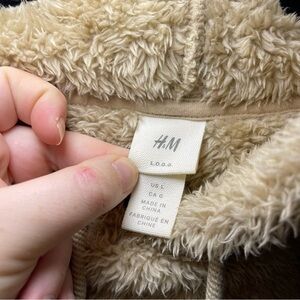 H&M
L.O.G.G.
US L
CA G
MADE IN
CHINA
FABRIQUÉ EN
CHINE